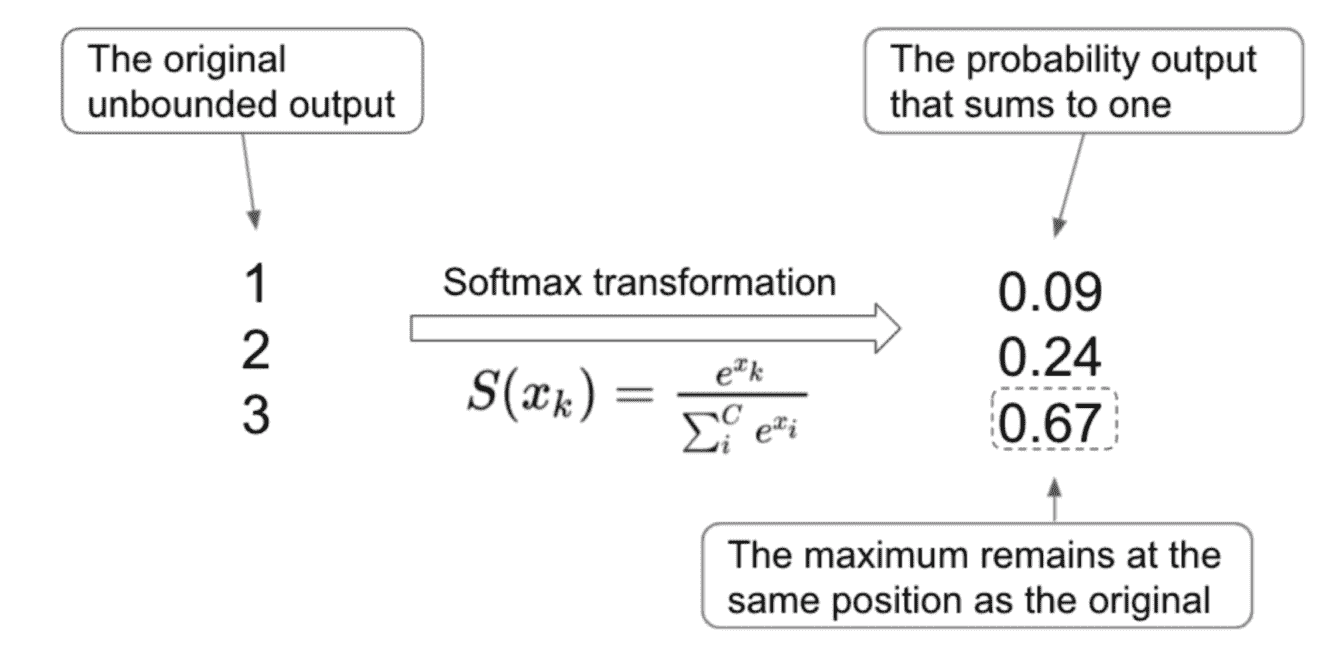 The original
unbounded output
The probability output
that sums to one
1
2
3
Softmax transformation
S(x_k) = \frac{e^{x_k}}{\sum_i^C e^{x_i}}
0.09
0.24
0.67
The maximum remains at the
same position as the original